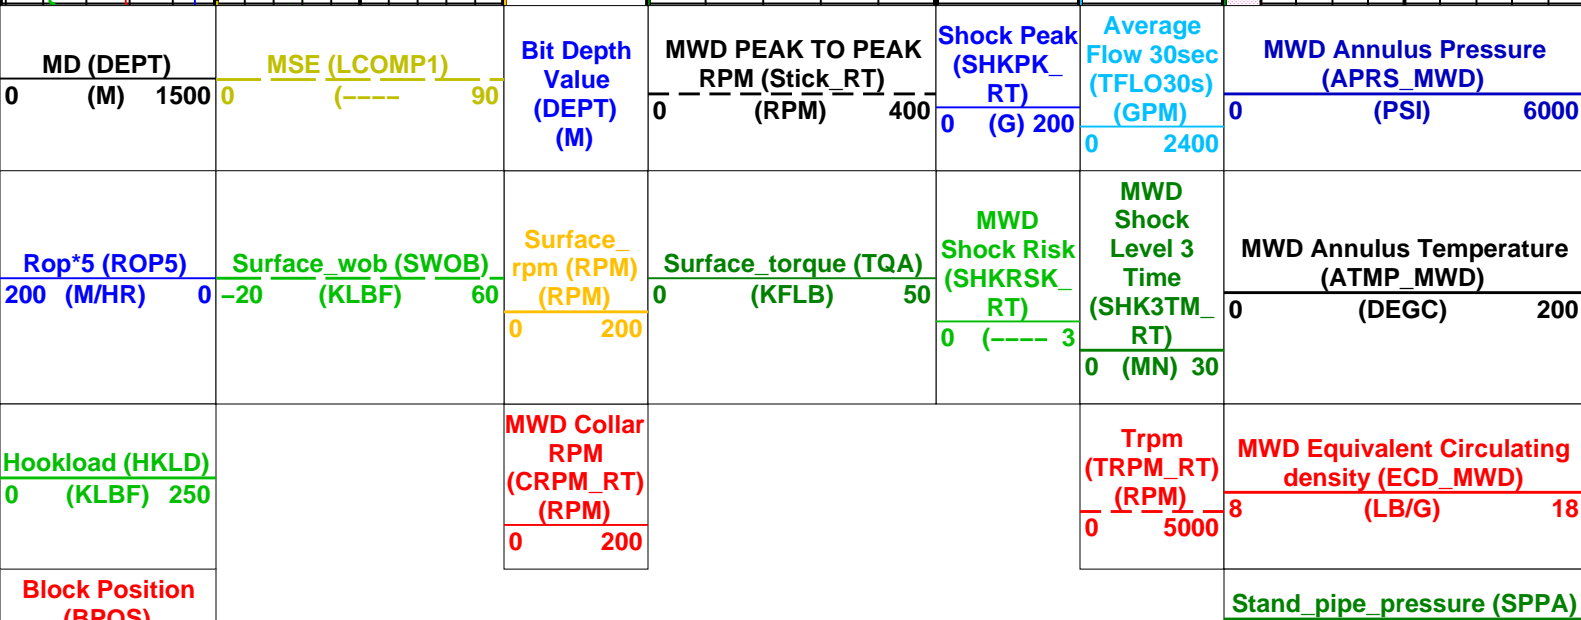 MD (DEPT)
0 (M) 1500
MSE (LCOMP1)
0 (−−−− 90
Bit Depth
Value
(DEPT)
(M)
MWD PEAK TO PEAK
RPM (Stick_RT)
0 (RPM) 400
Shock Peak
(SHKPK_
RT)
0 (G) 200
Average
Flow 30sec
(TFLO30s)
(GPM)
0 2400
MWD Annulus Pressure
(APRS_MWD)
0 (PSI) 6000
Rop*5 (ROP5)
200 (M/HR) 0
Surface_wob (SWOB)
−20 (KLBF) 60
Surface_
rpm (RPM)
(RPM)
0 200
Surface_torque (TQA)
0 (KFLB) 50
MWD
Shock Risk
(SHKRSK_
RT)
0 (−−−− 3
MWD
Shock
Level 3
Time
(SHK3TM_
RT)
0 (MN) 30
MWD Annulus Temperature
(ATMP_MWD)
0 (DEGC) 200
Hookload (HKLD)
0 (KLBF) 250
MWD Collar
RPM
(CRPM_RT)
(RPM)
0 200
Trpm
(TRPM_RT)
(RPM)
0 5000
MWD Equivalent Circulating
density (ECD_MWD)
8 (LB/G) 18
Block Position
(BPOS)
Stand_pipe_pressure (SPPA)